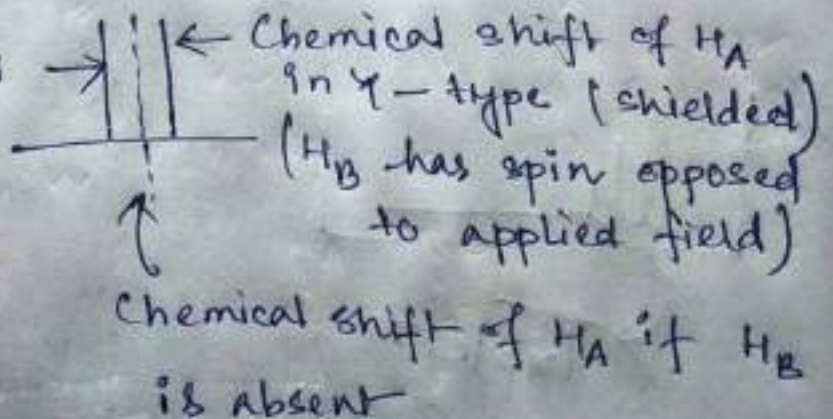 ← Chemical shift of HA
in Y-type (shielded)
(HB has spin opposed
to applied field)
Chemical shift of HA if HB
is absent